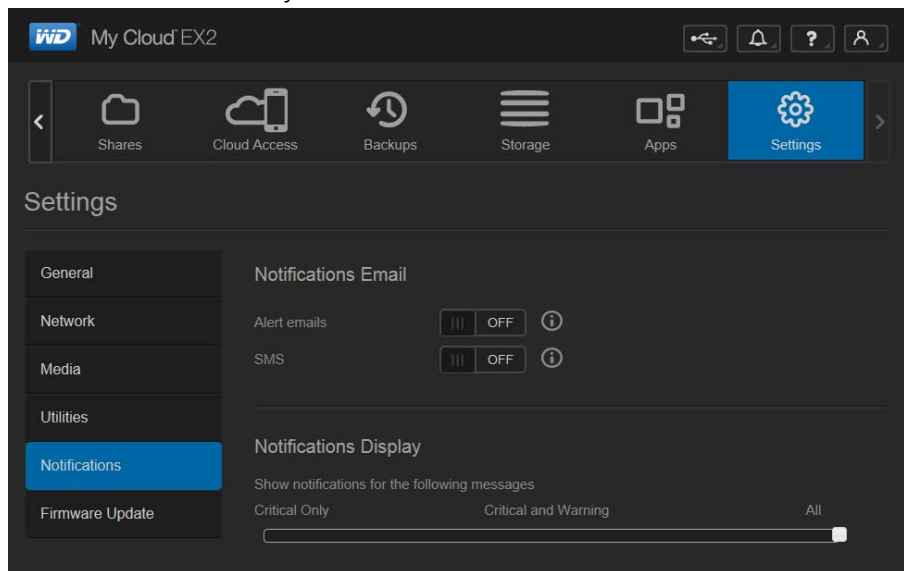 WD My Cloud EX2 ?
Shares Cloud Access Backups Storage Apps Settings
Settings
General
Network
Media
Utilities
Notifications
Firmware Update
Notifications Email
Alert emails OFF
SMS OFF
Notifications Display
Show notifications for the following messages
Critical Only Critical and Warning All